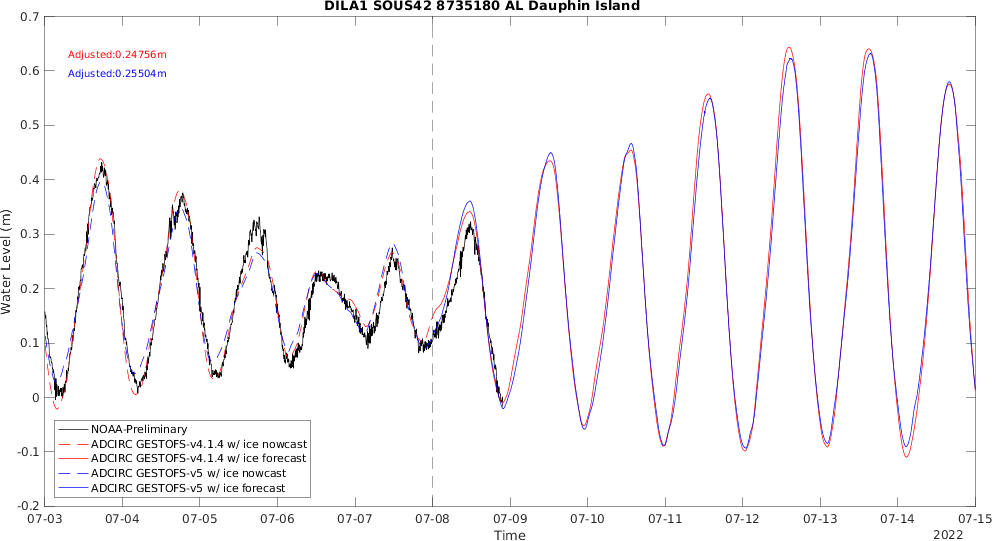 DILA1 SOUS42 8735180 AL Dauphin Island
0.7
Adjusted:0.24756m
0.6
Adjusted:0.25504m
0.5
0.4
0.3
Water Level (m)
0.2
0.1
0
NOAA-Preliminary
ADCIRC GESTOFS-v4.1.4 w/ ice nowcast
-0.1
ADCIRC GESTOFS-v4.1.4 w/ ice forecast
ADCIRC GESTOFS-v5 w/ ice nowcast
ADCIRC GESTOFS-v5 w/ ice forecast
-0.2
07-03 07-04 07-05 07-06 07-07 07-08 07-09 07-10 07-11 07-12 07-13 07-14 07-15
Time
2022